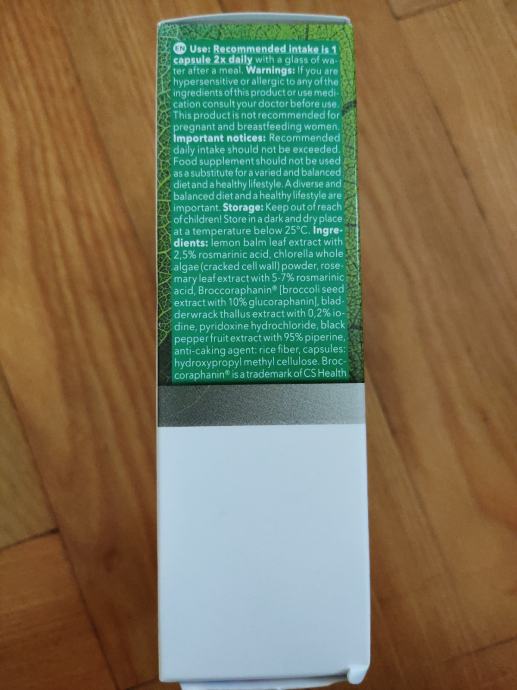 EN Use: Recommended intake is 1
capsule 2x daily with a glass of wa-
ter after a meal. Warnings: If you are
hypersensitive or allergic to any of the
ingredients of this product or use medi-
cation consult your doctor before use.
This product is not recommended for
pregnant and breastfeeding women.
Important notices: Recommended
daily intake should not be exceeded.
Food supplement should not be used
as a substitute for a varied and balanced
diet and a healthy lifestyle. A diverse and
balanced diet and a healthy lifestyle are
important. Storage: Keep out of reach
of children! Store in a dark and dry place
at a temperature below 25°C. Ingre-
dients: lemon balm leaf extract with
2,5% rosmarinic acid, chlorella whole
algae (cracked cell wall) powder, rose-
mary leaf extract with 5-7% rosmarinic
acid, Broccoraphanin® [broccoli seed
extract with 10% glucoraphanin], blad-
derwrack thallus extract with 0,2% io-
dine, pyridoxine hydrochloride, black
pepper fruit extract with 95% piperine,
anti-caking agent: rice fiber, capsules:
hydroxypropyl methyl cellulose. Broc-
coraphanin® is a trademark of CS Health